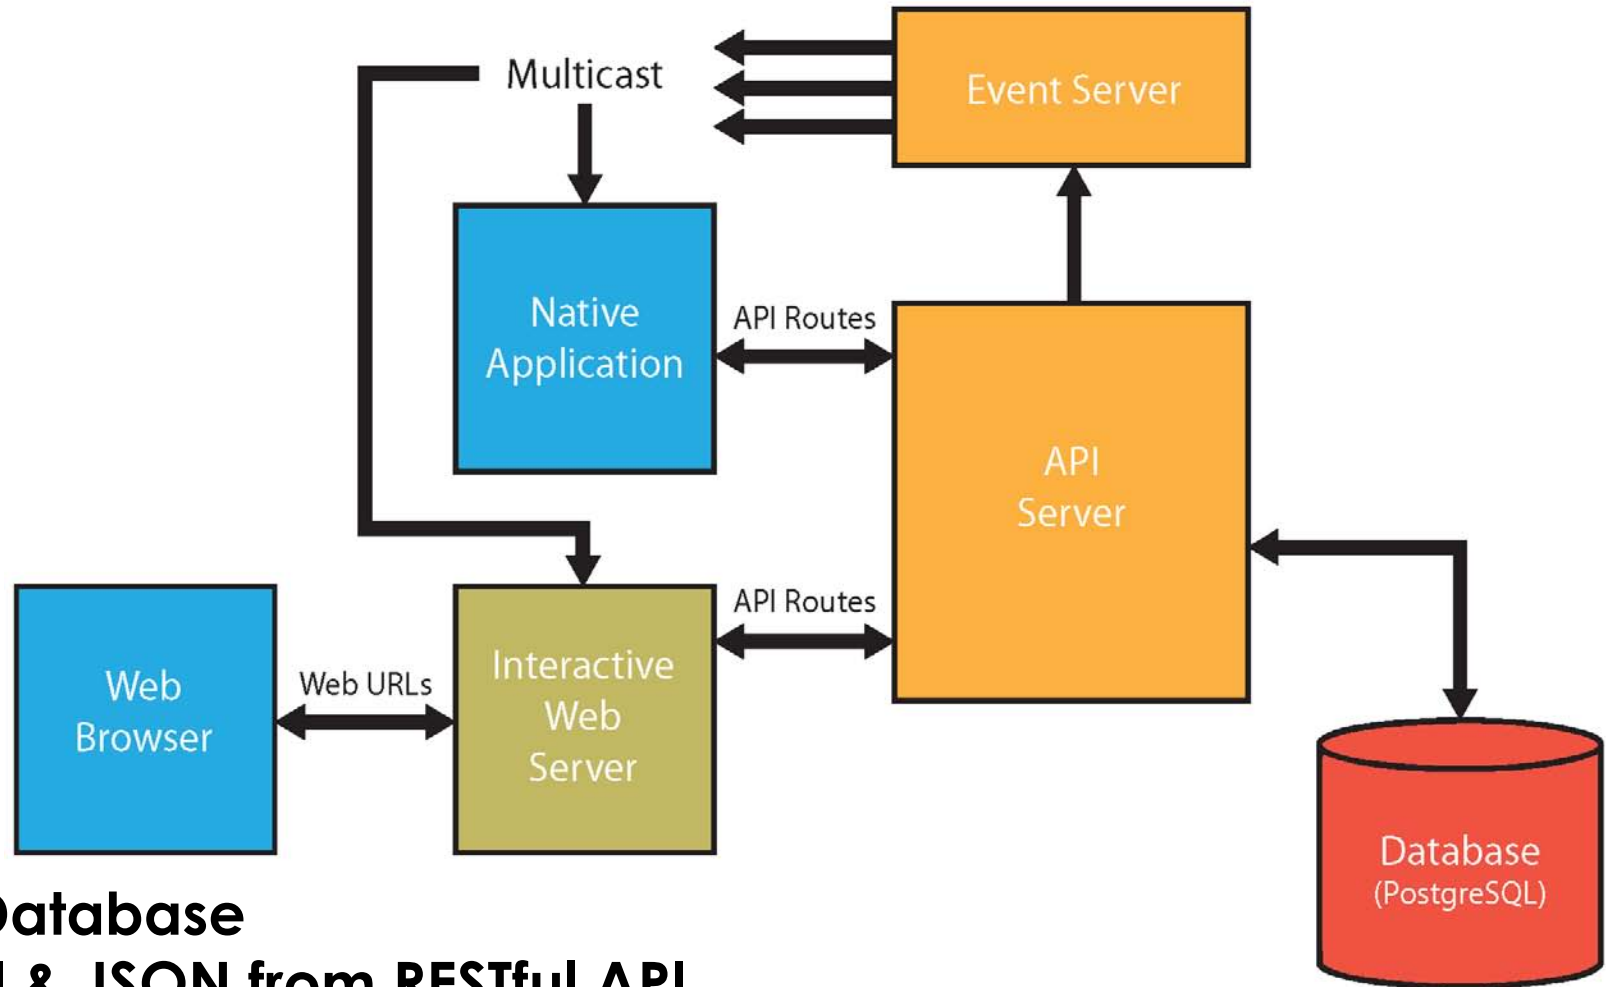 Multicast
Event Server
Native
Application
API Routes
API
Server
API Routes
Web
Browser
Web URLs
Interactive
Web
Server
Database
(PostgreSQL)
Database
& JSON from RESTful API